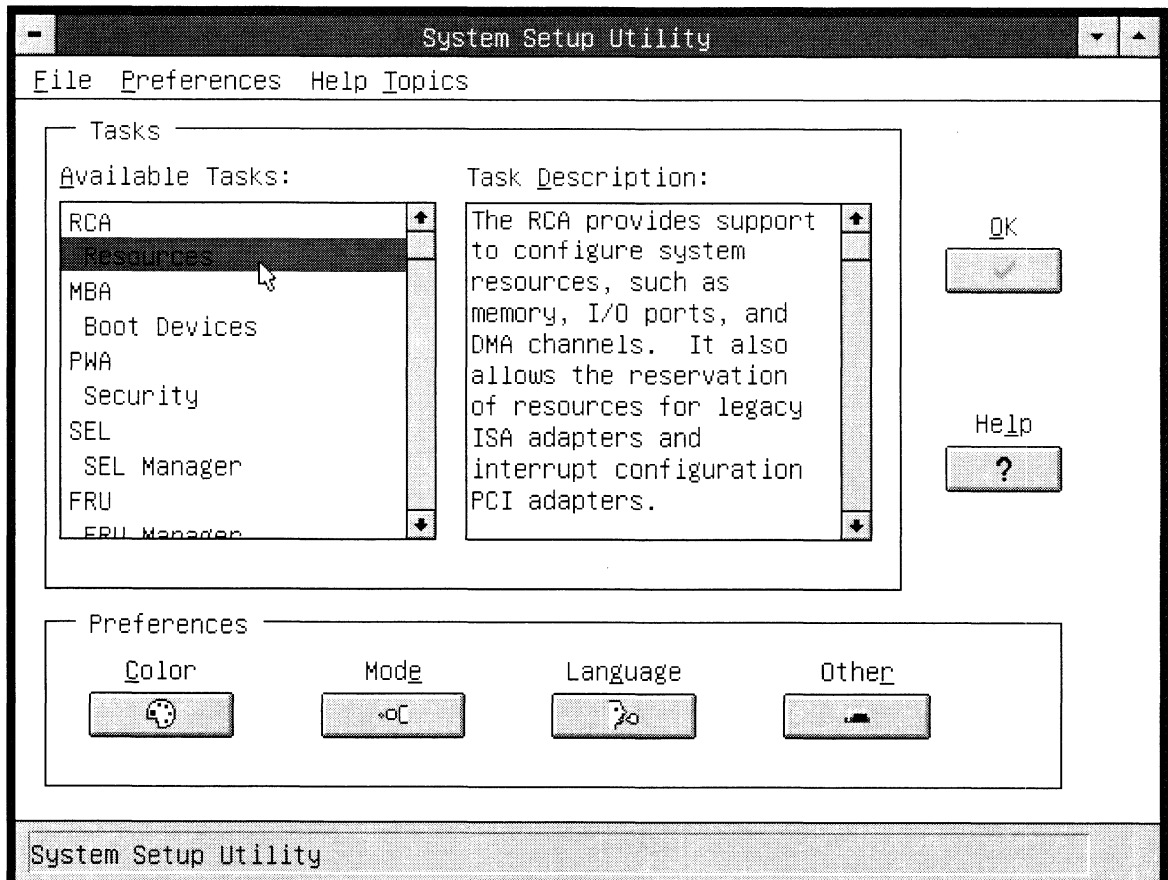 System Setup Utility
File Preferences Help Topics
Tasks
Available Tasks:
RCA
Resources
MBA
Boot Devices
PWA
Security
SEL
SEL Manager
FRU
FRU Manager
Task Description:
The RCA provides support
to configure system
resources, such as
memory, I/O ports, and
DMA channels. It also
allows the reservation
of resources for legacy
ISA adapters and
interrupt configuration
PCI adapters.
OK
Help
?
Preferences
Color
Mode
Language
Other
System Setup Utility